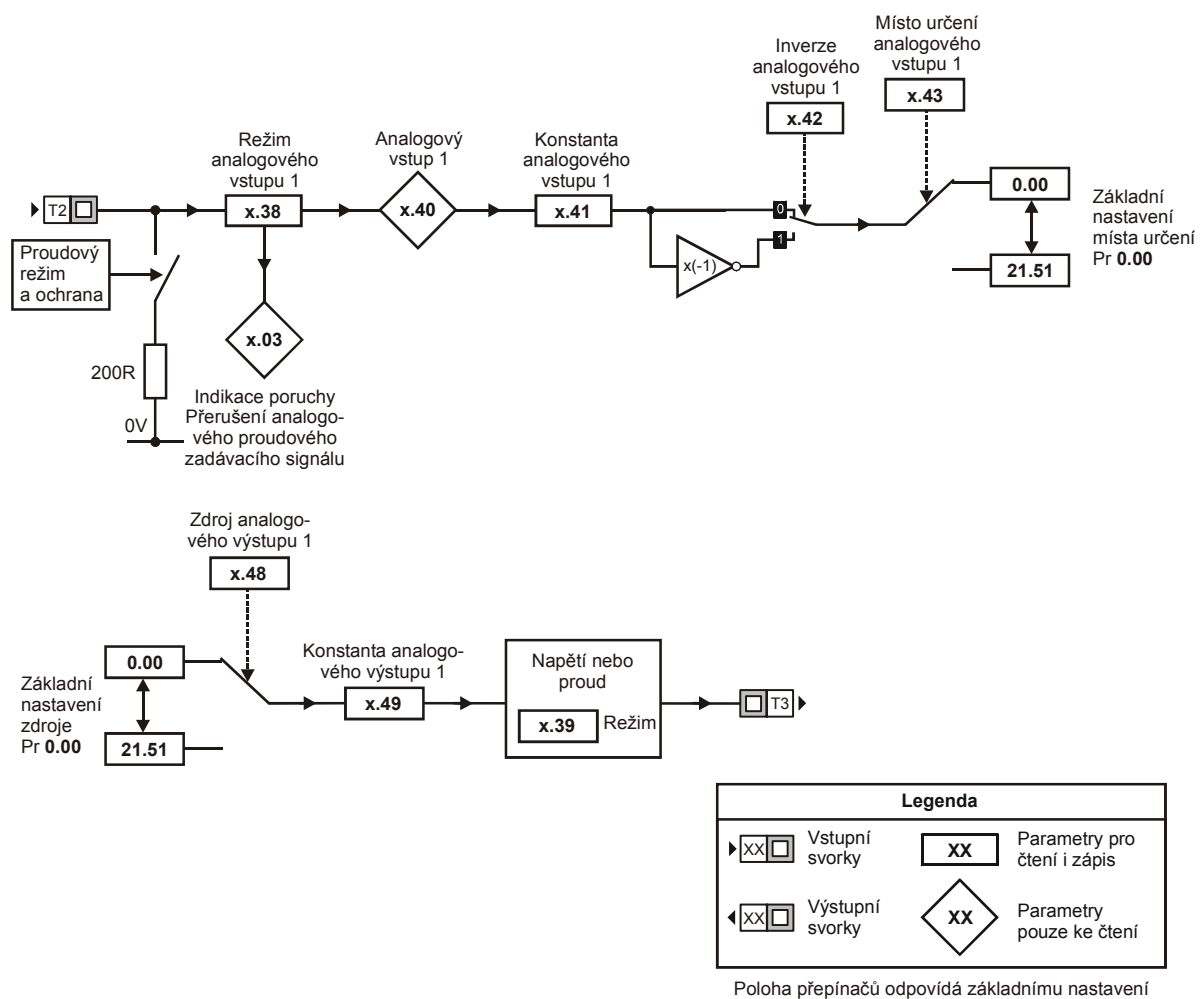 Místo určení
analogového
vstupu 1
x.43
Inverze
analogového
vstupu 1
x.42
Režim
analogového
vstupu 1
Analogový
vstup 1
Konstanta
analogového
vstupu 1
T2
x.38
x.40
x.41
0
1
x(-1)
0.00
21.51
Základní
nastavení
místa určení
Pr 0.00
Proudový
režim
a ochrana
x.03
200R
0V
Indikace poruchy
Přerušení analogo-
vého proudového
zadávacího signálu
Zdroj analogo-
vého výstupu 1
x.48
Základní
nastavení
zdroje
Pr 0.00
0.00
21.51
Konstanta analogo-
vého výstupu 1
x.49
Napětí nebo
proud
x.39
Režim
T3
Legenda
XX
Vstupní
svorky
XX
Parametry pro
čtení i zápis
XX
Výstupní
svorky
XX
Parametry
pouze ke čtení
Poloha přepínačů odpovídá základnímu nastavení